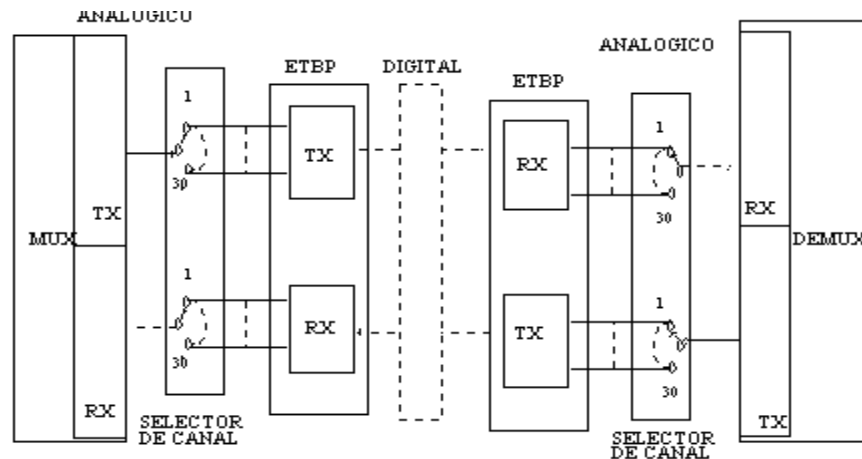 ANALOGICO
ETBP
DIGITAL
ANALOGICO
ETBP
1
1
TX
RX
30
30
TX
RX
MUX
DEMUX
1
1
RX
TX
30
30
RX
TX
SELECTOR
DE CANAL
SELECTOR
DE CANAL